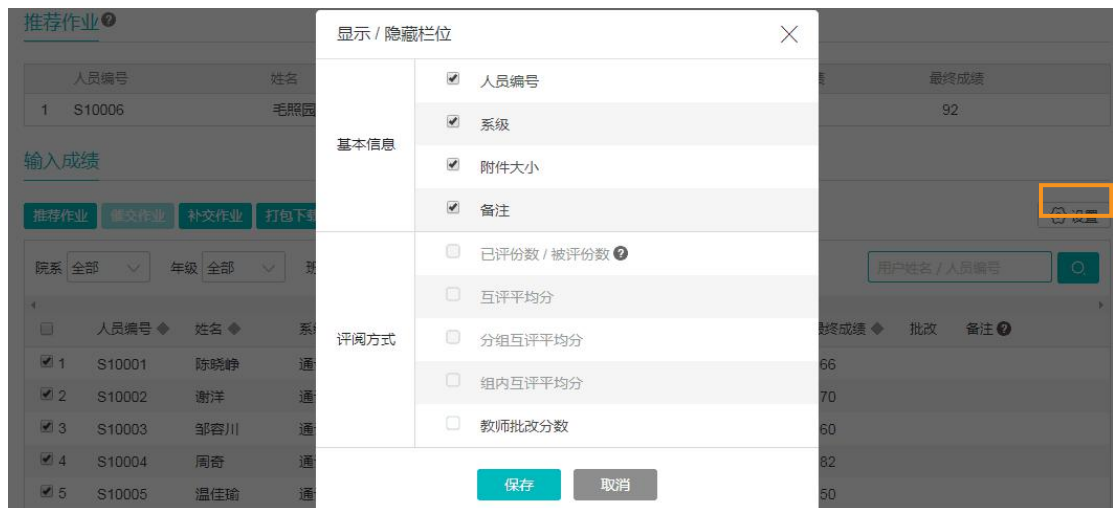 推荐作业
显示 / 隐藏栏位
人员编号 姓名 最终成绩
1 S10006 毛照园 92
基本信息
人员编号
系级
附件大小
备注
输入成绩
推荐作业 催交作业 补交作业 打包下载 设置
院系 全部 年级 全部 用户姓名 / 人员编号
评阅方式
已评份数 / 被评份数
互评平均分
分组互评平均分
组内互评平均分
教师批改分数
人员编号 姓名 系级 最终成绩 批改 备注
1 S10001 陈晓峥 66
2 S10002 谢洋 70
3 S10003 邹容川 60
4 S10004 周奇 82
5 S10005 温佳瑜 50
保存 取消